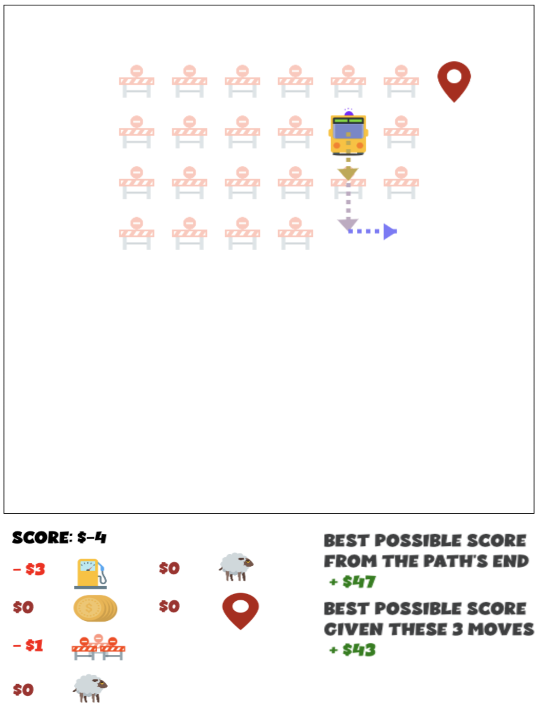 SCORE: $-4
- $3
$0
$0
$0
- $1
$0
BEST POSSIBLE SCORE
FROM THE PATH'S END
+ $47
BEST POSSIBLE SCORE
GIVEN THESE 3 MOVES
+ $43